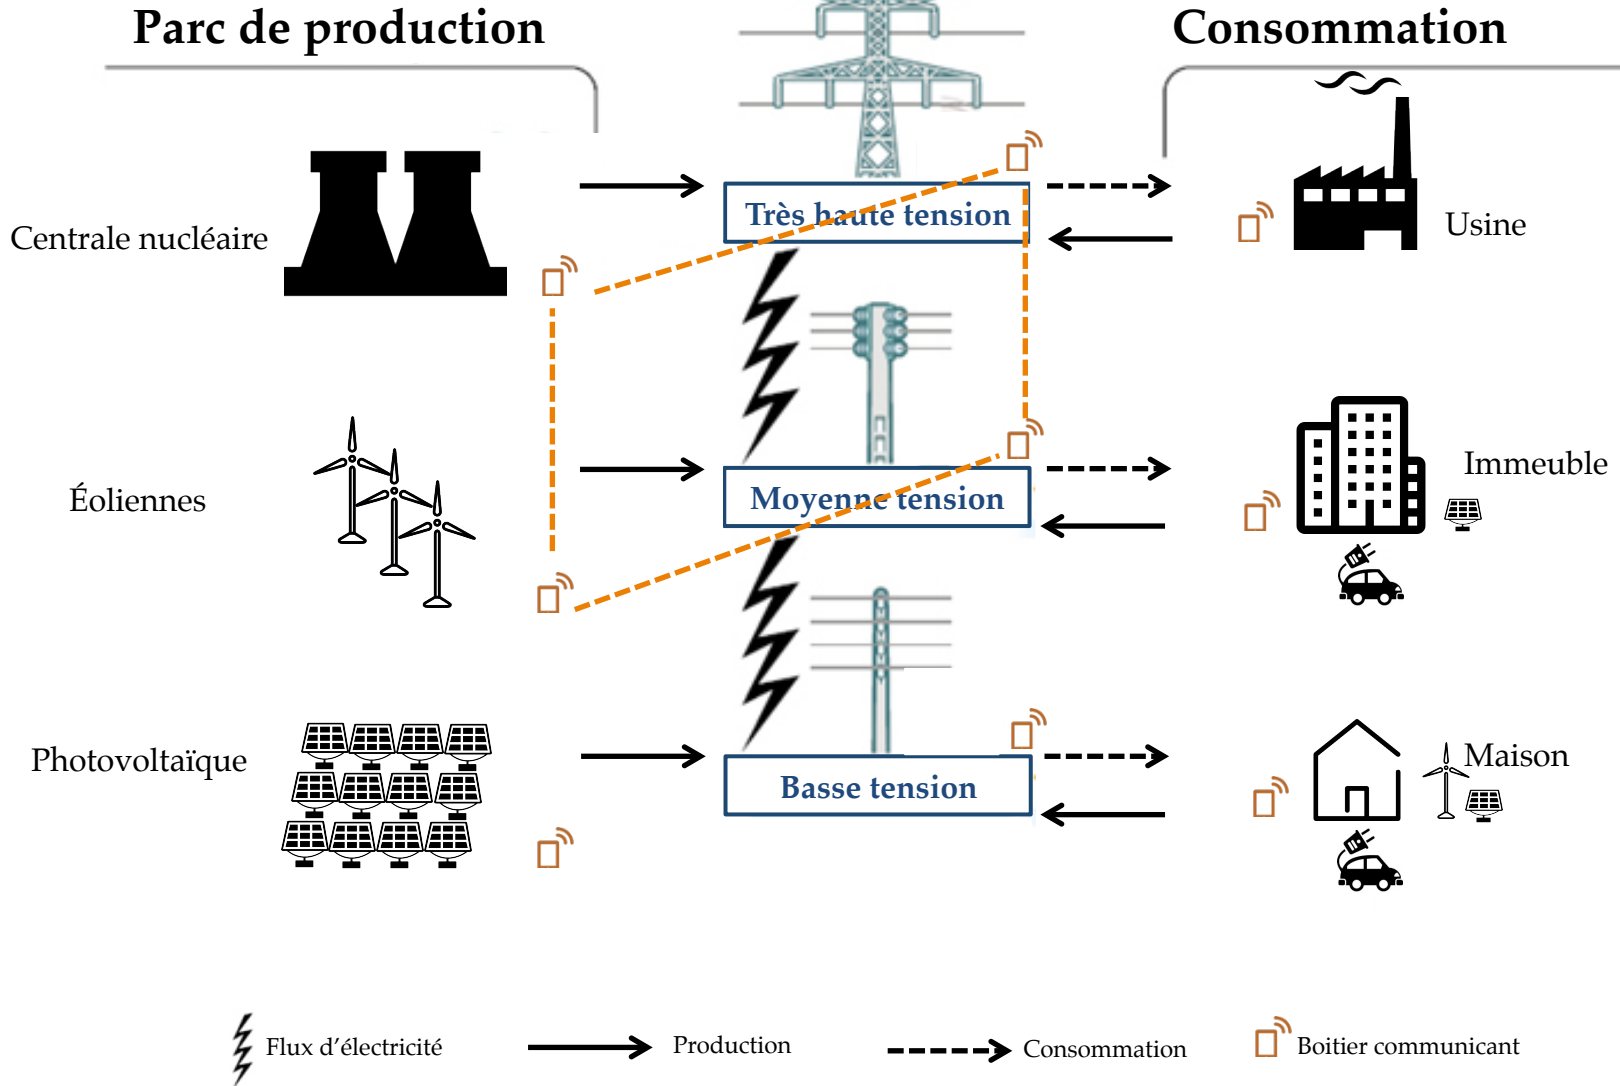 Parc de production
Consommation
Centrale nucléaire
Très haute tension
Usine
Éoliennes
Moyenne tension
Immeuble
Photovoltaïque
Basse tension
Maison
Flux d’électricité
Production
Consommation
Boitier communicant